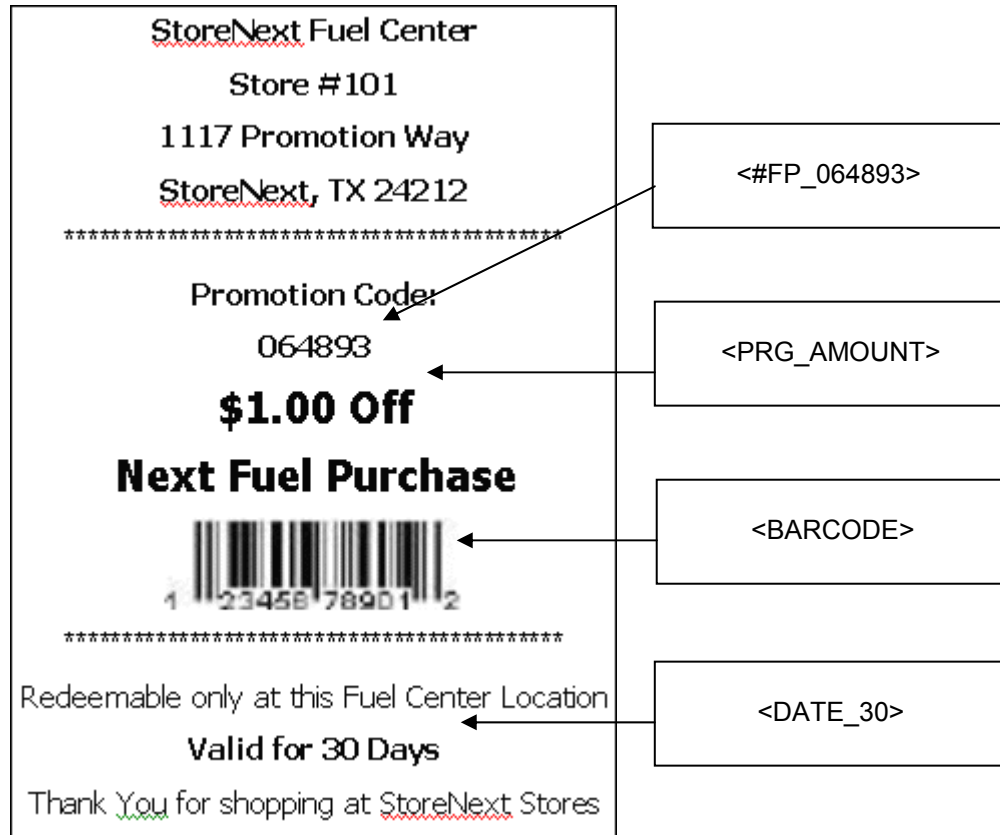 StoreNext Fuel Center
Store #101
1117 Promotion Way
StoreNext, TX 24212
*******************************************
Promotion Code:
064893
$1.00 Off
Next Fuel Purchase
1 23456 78901 2
*******************************************
Redeemable only at this Fuel Center Location
Valid for 30 Days
Thank You for shopping at StoreNext Stores
<#FP_064893>
<PRG_AMOUNT>
<BARCODE>
<DATE_30>